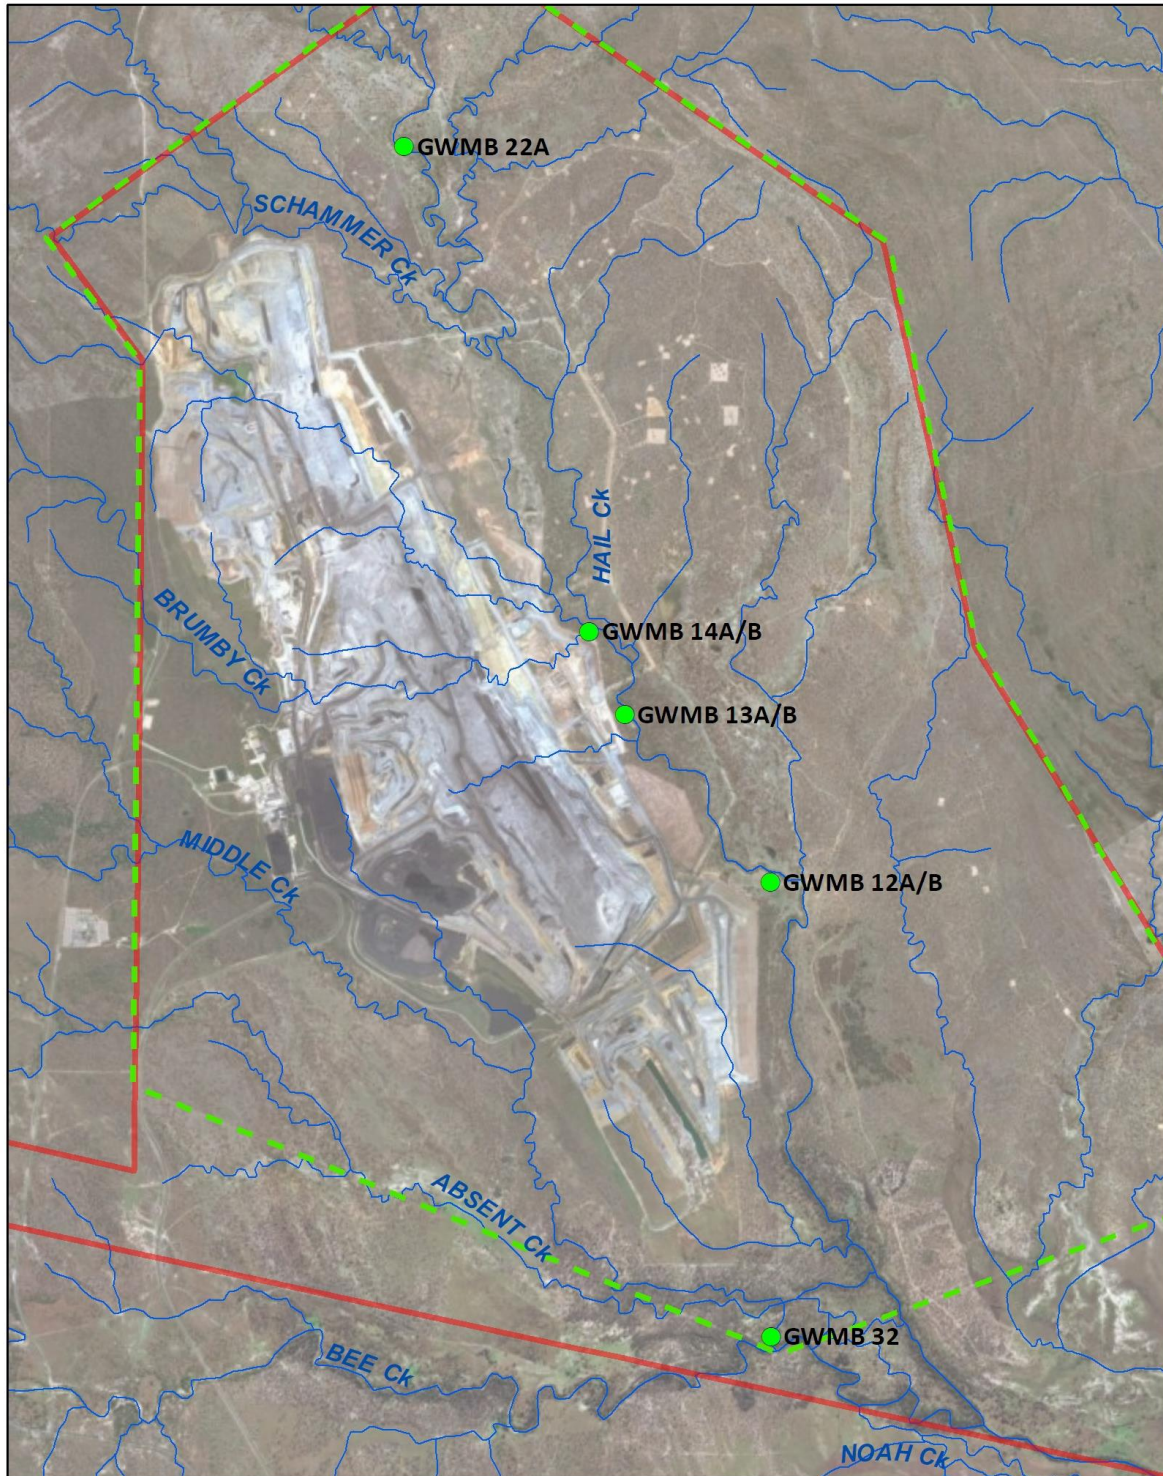 GWMB 22A
SCHAMMER Ck
HAIL Ck
BRUMBY Ck
GWMB 14A/B
GWMB 13A/B
MIDDLE Ck
GWMB 12A/B
ABSENT Ck
GWMB 32
BEE Ck
NOAH Ck